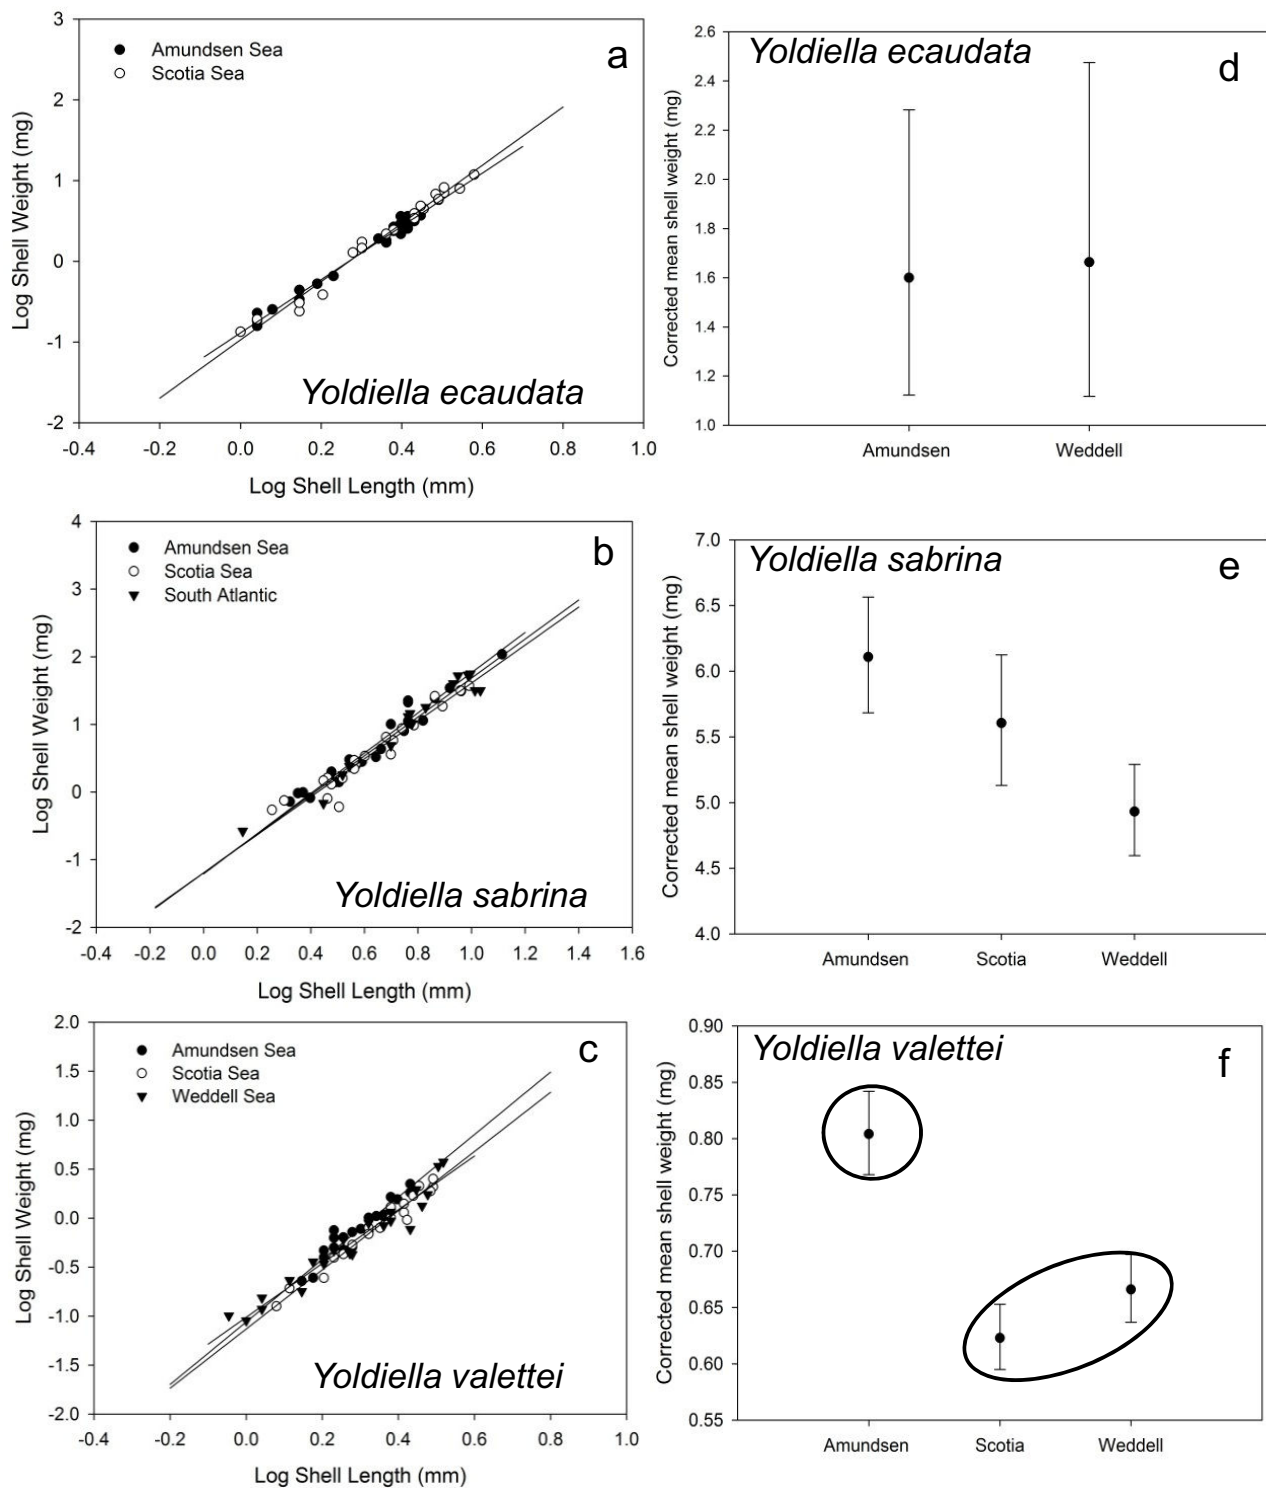 a
Amundsen Sea
Scotia Sea
Yoldiella ecaudata
3
2
1
0
-1
-2
Log Shell Weight (mg)
-0.4 -0.2 0.0 0.2 0.4 0.6 0.8 1.0
Log Shell Length (mm)
d
Yoldiella ecaudata
2.6
2.4
2.2
2.0
1.8
1.6
1.4
1.2
1.0
Corrected mean shell weight (mg)
Amundsen Weddell
b
Amundsen Sea
Scotia Sea
South Atlantic
Yoldiella sabrina
4
3
2
1
0
-1
-2
Log Shell Weight (mg)
-0.4 -0.2 0.0 0.2 0.4 0.6 0.8 1.0 1.2 1.4 1.6
Log Shell Length (mm)
e
Yoldiella sabrina
7.0
6.5
6.0
5.5
5.0
4.5
4.0
Corrected mean shell weight (mg)
Amundsen Scotia Weddell
c
Amundsen Sea
Scotia Sea
Weddell Sea
Yoldiella valettei
2.0
1.5
1.0
0.5
0.0
-0.5
-1.0
-1.5
-2.0
Log Shell Weight (mg)
-0.4 -0.2 0.0 0.2 0.4 0.6 0.8 1.0
Log Shell Length (mm)
f
Yoldiella valettei
0.90
0.85
0.80
0.75
0.70
0.65
0.60
0.55
Corrected mean shell weight (mg)
Amundsen Scotia Weddell